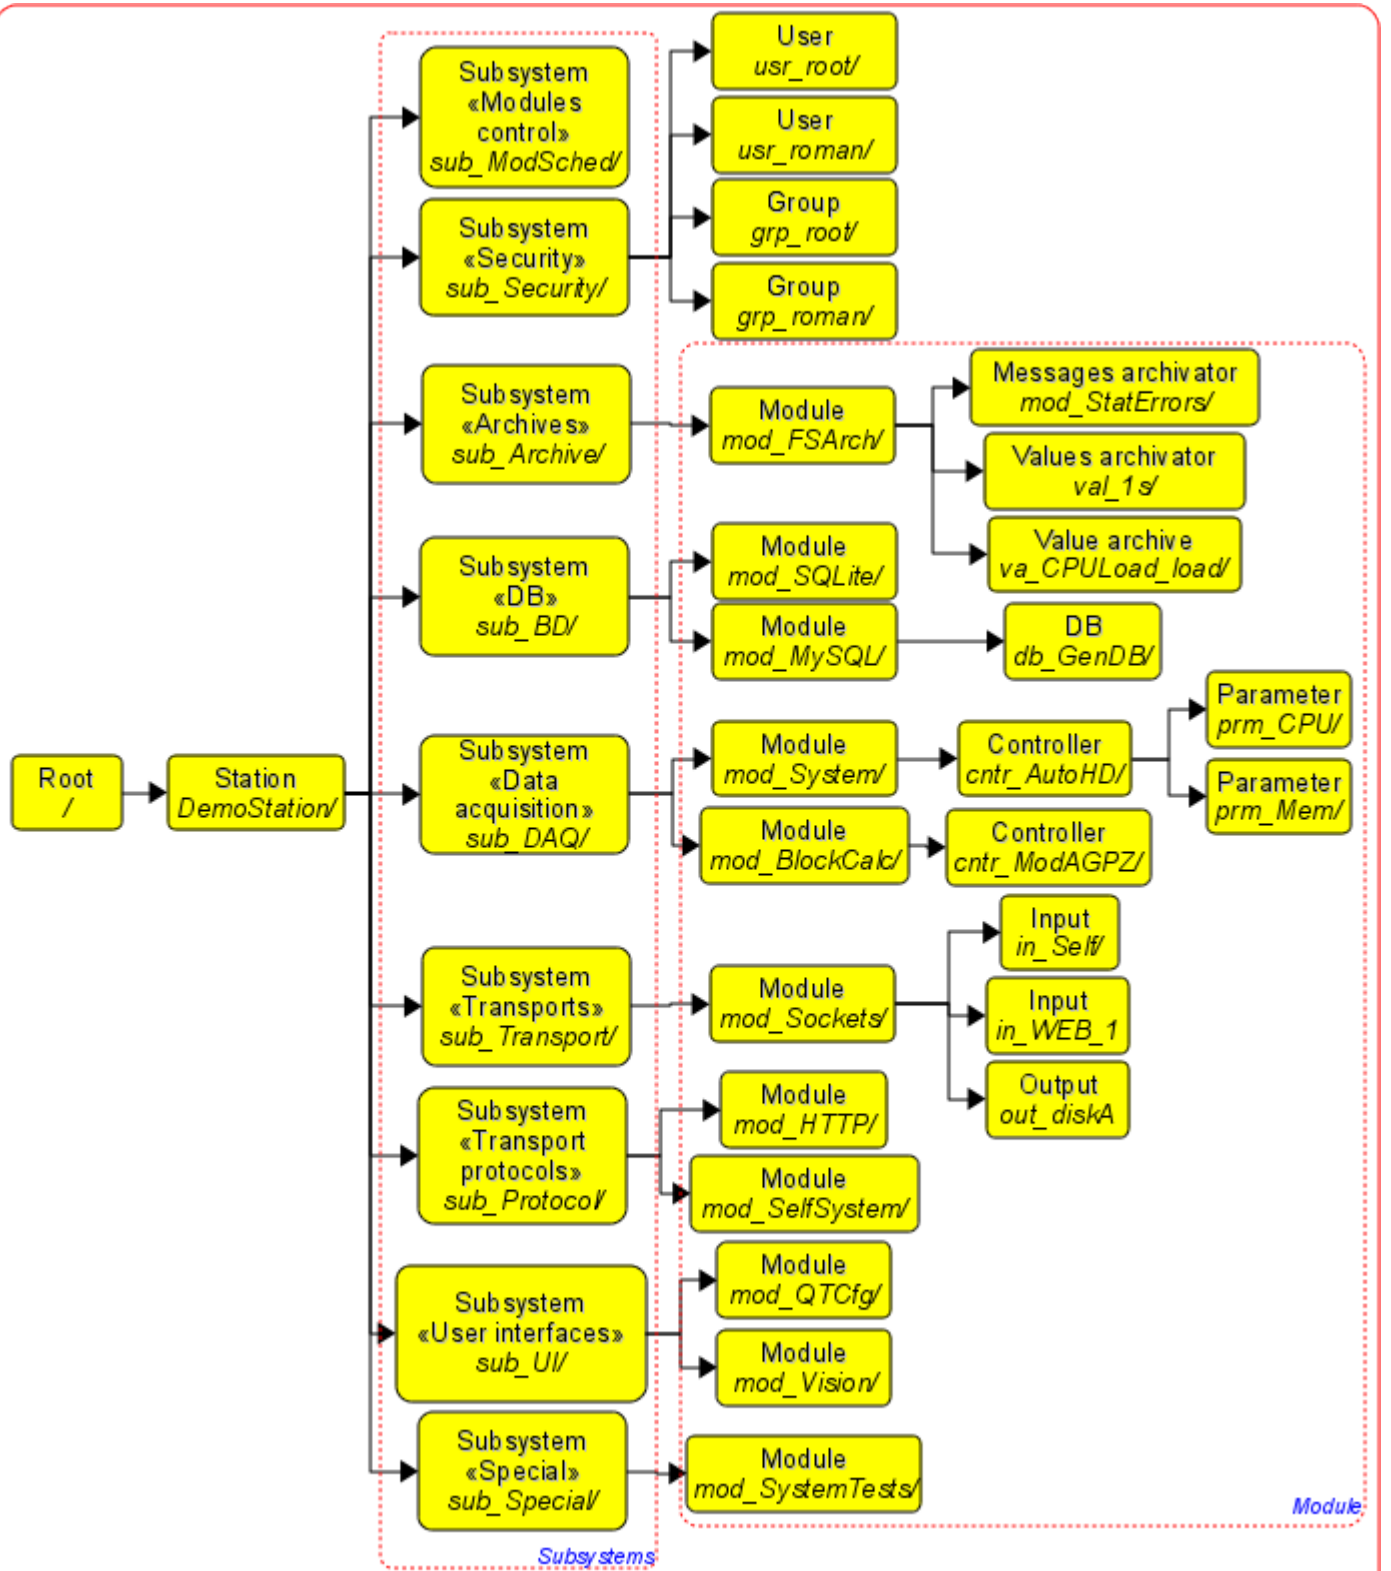 Root
/
Station
DemoStation/
Subsystem
«Modules
control»
sub_ModSched/
Subsystem
«Security»
sub_Security/
User
usr_root/
User
usr_roman/
Group
grp_root/
Group
grp_roman/
Subsystem
«Archives»
sub_Archive/
Module
mod_FSArch/
Messages archivator
mod_StatErrors/
Values archivator
val_1s/
Value archive
va_CPULoad_load/
Subsystem
«DB»
sub_BD/
Module
mod_SQLite/
Module
mod_MySQL/
DB
db_GenDB/
Subsystem
«Data
acquisition»
sub_DAQ/
Module
mod_System/
Controller
cntr_AutoHD/
Parameter
prm_CPU/
Parameter
prm_Mem/
Module
mod_BlockCalc/
Controller
cntr_ModAGPZ/
Subsystem
«Transports»
sub_Transport/
Module
mod_Sockets/
Input
in_Self/
Input
in_WEB_1
Output
out_diskA
Subsystem
«Transport
protocols»
sub_Protocol/
Module
mod_HTTP/
Module
mod_SelfSystem/
Subsystem
«User interfaces»
sub_UI/
Module
mod_QTCfg/
Module
mod_Vision/
Subsystem
«Special»
sub_Special/
Module
mod_SystemTests/
Module
Subsystems